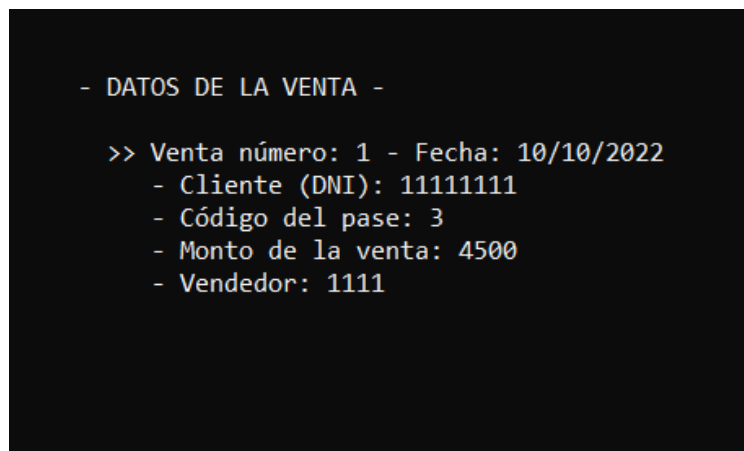 - DATOS DE LA VENTA -
>> Venta número: 1 - Fecha: 10/10/2022
- Cliente (DNI): 11111111
- Código del pase: 3
- Monto de la venta: 4500
- Vendedor: 1111